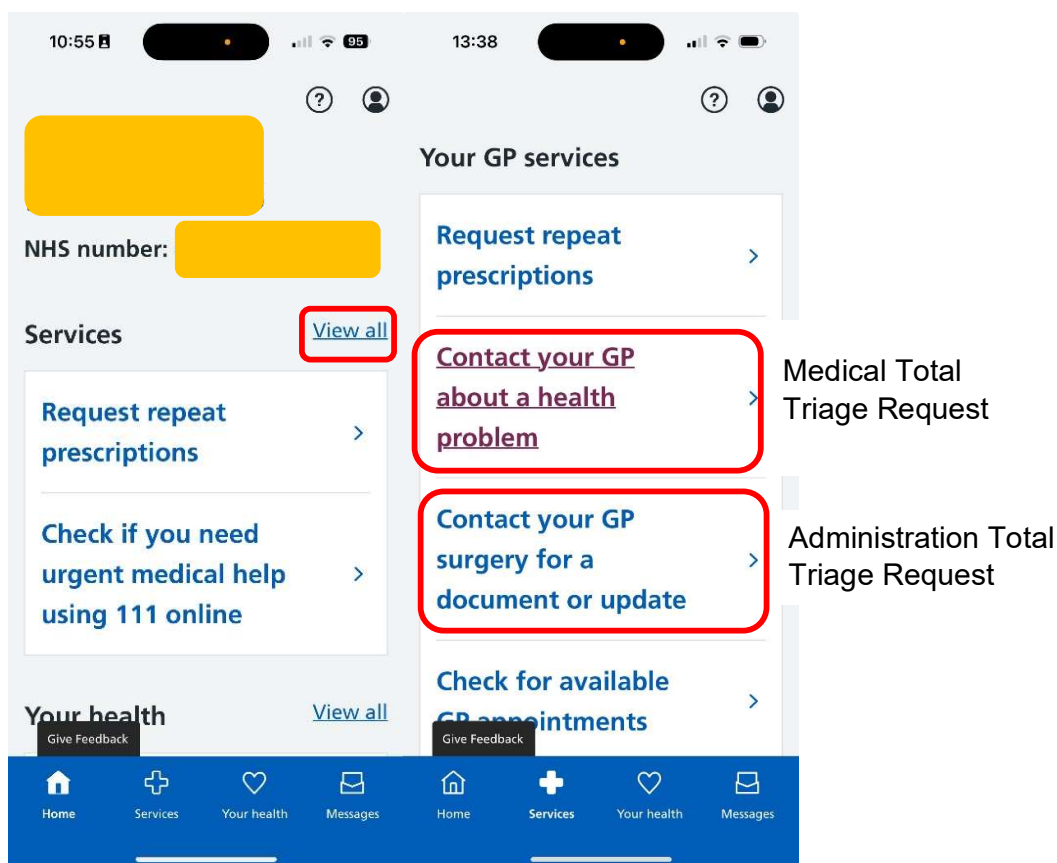 10:55
95
NHS number:
Services
View all
Request repeat
prescriptions
Check if you need
urgent medical help
using 111 online
Your health
View all
Give Feedback
Home
Services
Your health
Messages
13:38
Your GP services
Request repeat
prescriptions
Contact your GP
about a health
problem
Contact your GP
surgery for a
document or update
Check for available
GP appointments
Give Feedback
Home
Services
Your health
Messages
Medical Total
Triage Request
Administration Total
Triage Request